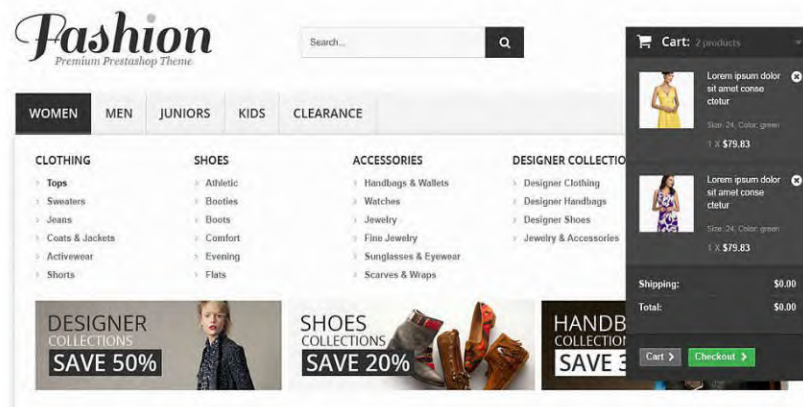 Fashion
Premium Prestashop Theme
Search...
WOMEN MEN JUNIORS KIDS CLEARANCE
CLOTHING
Tops
Sweaters
Jeans
Coats & Jackets
Activewear
Shorts
SHOES
Athletic
Booties
Boots
Comfort
Evening
Flats
ACCESSORIES
Handbags & Wallets
Watches
Jewelry
Fine Jewelry
Sunglasses & Eyewear
Scarves & Wraps
DESIGNER COLLECTIO
Designer Clothing
Designer Handbags
Designer Shoes
Jewelry & Accessories
DESIGNER
COLLECTIONS
SAVE 50%
SHOES
COLLECTIONS
SAVE 20%
HANDB
COLLECTION
SAVE 3
Cart: 2 products
Lorem ipsum dolor
sit amet conse
ctetur
Size: 24, Color: green
1 X $79.83
Lorem ipsum dolor
sit amet conse
ctetur
Size: 24, Color: green
1 X $79.83
Shipping: $0.00
Total: $0.00
Cart
Checkout